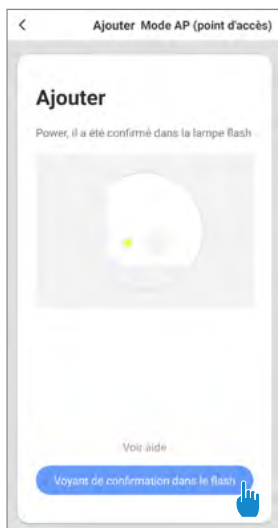 Ajouter Mode AP (point d'accès)
Ajouter
Power, il a été confirmé dans la lampe flash
Voir aide
Voyant de confirmation dans le flash